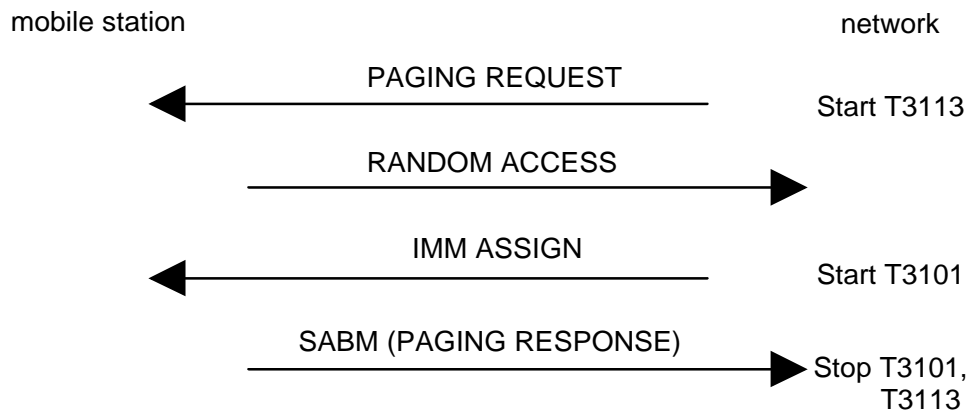 mobile station
network
PAGING REQUEST
Start T3113
RANDOM ACCESS
IMM ASSIGN
Start T3101
SABM (PAGING RESPONSE)
Stop T3101,
T3113